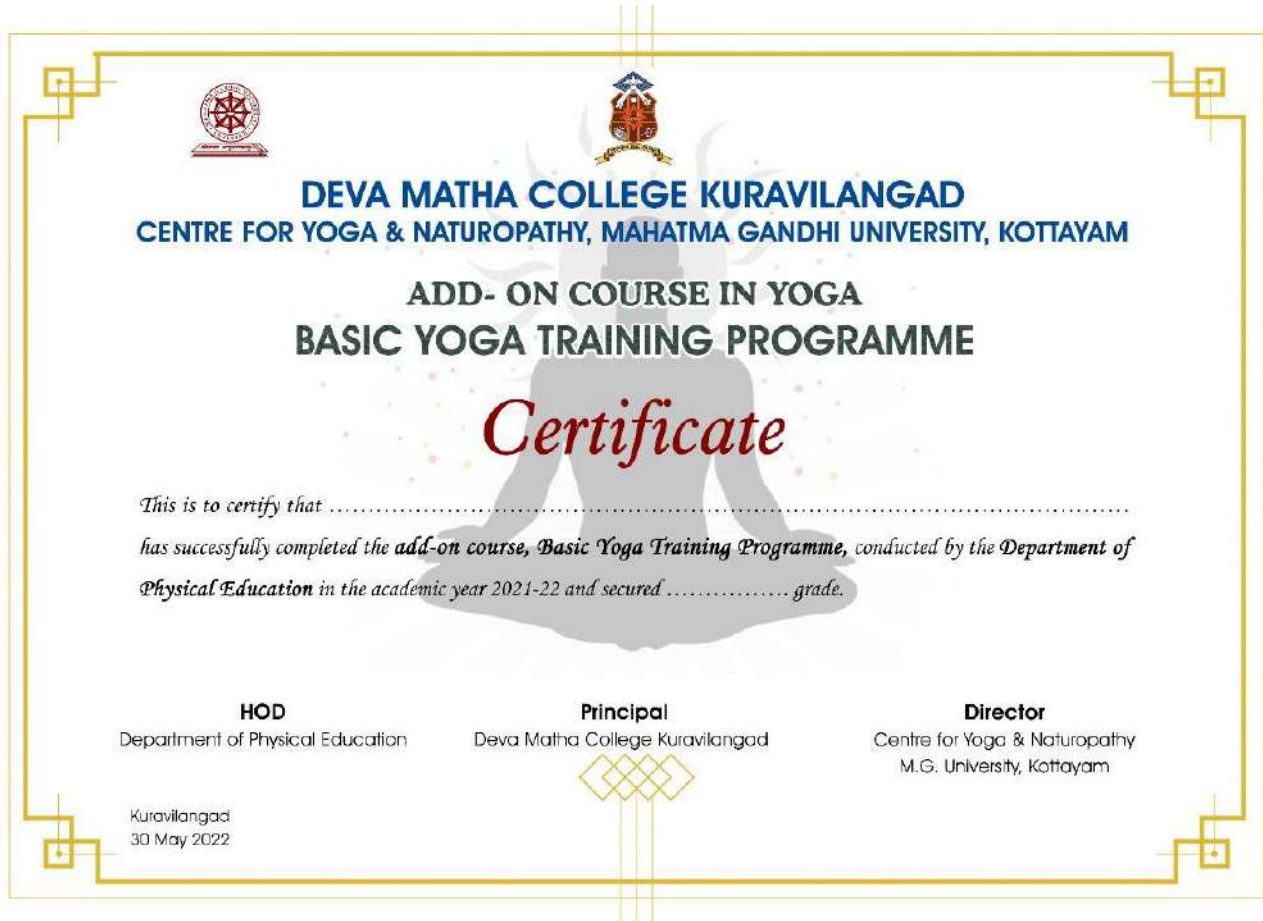 DEVA MATHA COLLEGE KURAVILANGAD
CENTRE FOR YOGA & NATUROPATHY, MAHATMA GANDHI UNIVERSITY, KOTTAYAM
ADD- ON COURSE IN YOGA
BASIC YOGA TRAINING PROGRAMME
Certificate
This is to certify that ....................................................................................................
has successfully completed the add-on course, Basic Yoga Training Programme, conducted by the Department of
Physical Education in the academic year 2021-22 and secured ................ grade.
HOD
Department of Physical Education
Principal
Deva Matha College Kuravilangad
Director
Centre for Yoga & Naturopathy
M.G. University, Kottayam
Kuravilangad
30 May 2022